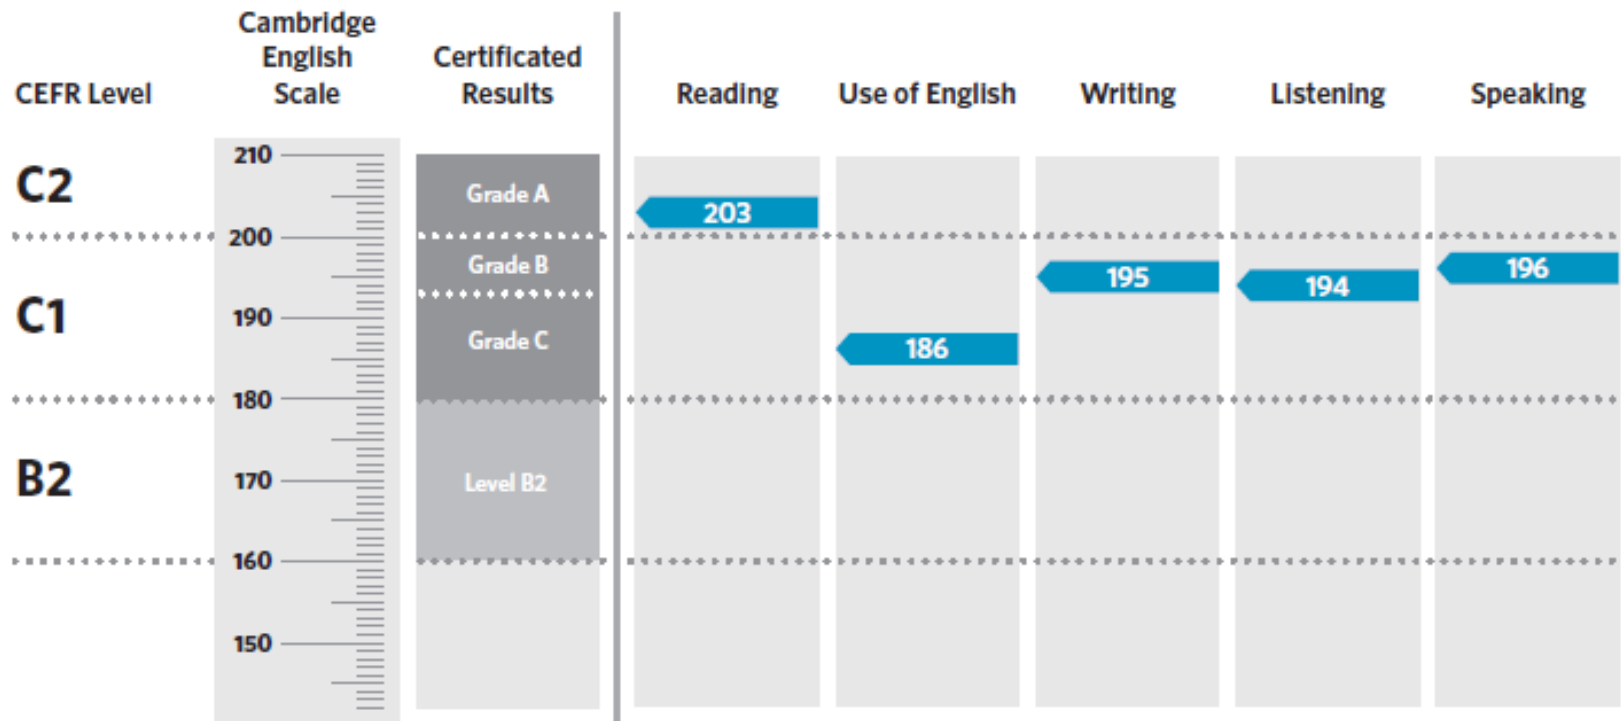 CEFR Level
Cambridge
English
Scale
Certificated
Results
Reading
Use of English
Writing
Listening
Speaking
C2
C1
B2
210
200
190
180
170
160
150
Grade A
Grade B
Grade C
Level B2
203
186
195
194
196